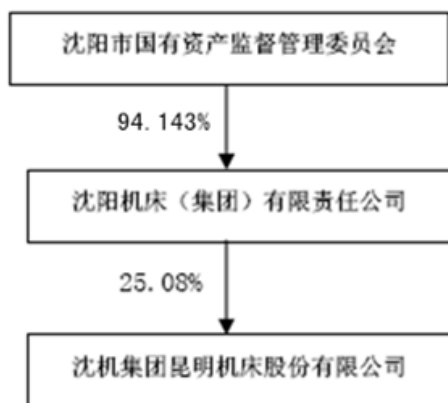 沈阳市国有资产监督管理委员会
94.143%
沈阳机床（集团）有限责任公司
25.08%
沈机集团昆明机床股份有限公司